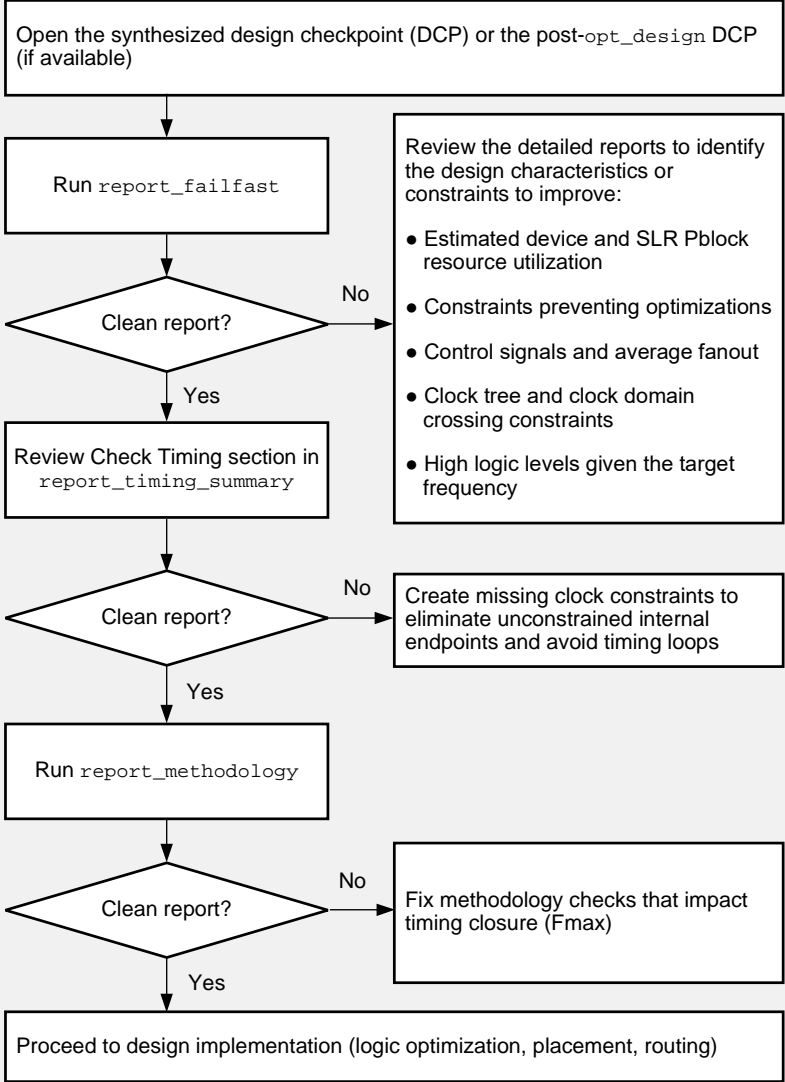 Open the synthesized design checkpoint (DCP) or the post-opt_design DCP
(if available)
Run report_failfast
Clean report?
No
Review the detailed reports to identify
the design characteristics or
constraints to improve:
● Estimated device and SLR Pblock
resource utilization
● Constraints preventing optimizations
● Control signals and average fanout
● Clock tree and clock domain
crossing constraints
● High logic levels given the target
frequency
Yes
Review Check Timing section in
report_timing_summary
Clean report?
No
Create missing clock constraints to
eliminate unconstrained internal
endpoints and avoid timing loops
Yes
Run report_methodology
Clean report?
No
Fix methodology checks that impact
timing closure (Fmax)
Yes
Proceed to design implementation (logic optimization, placement, routing)